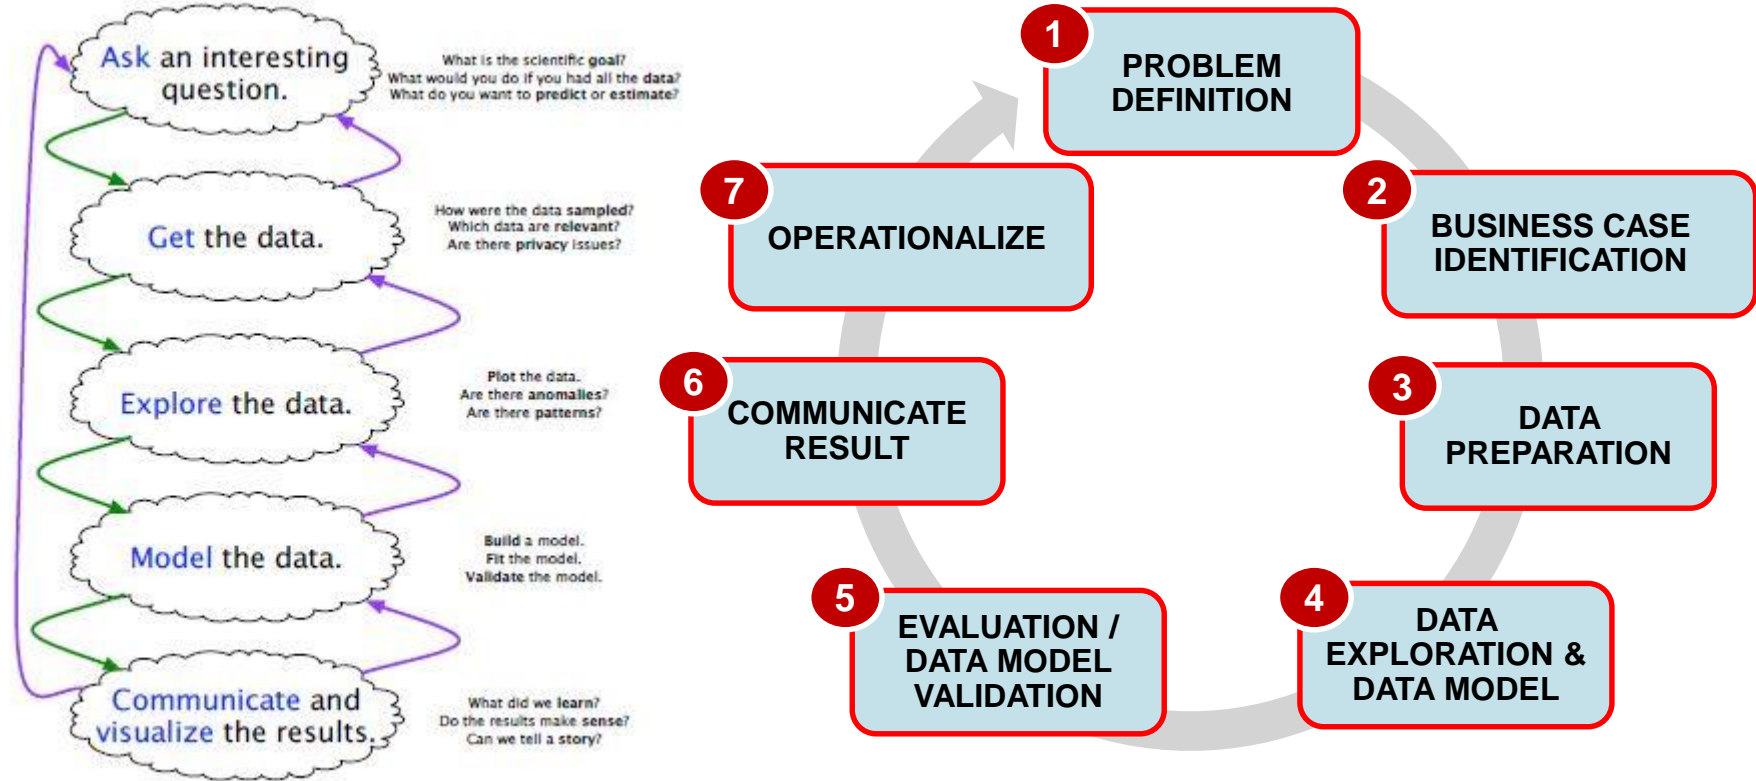 Ask an interesting
question.
What is the scientific goal?
What would you do if you had all the data?
What do you want to predict or estimate?
Get the data.
How were the data sampled?
Which data are relevant?
Are there privacy issues?
Explore the data.
Plot the data.
Are there anomalies?
Are there patterns?
Model the data.
Build a model.
Fit the model.
Validate the model.
Communicate and
visualize the results.
What did we learn?
Do the results make sense?
Can we tell a story?
1
PROBLEM
DEFINITION
2
BUSINESS CASE
IDENTIFICATION
3
DATA
PREPARATION
4
DATA
EXPLORATION &
DATA MODEL
5
EVALUATION /
DATA MODEL
VALIDATION
6
COMMUNICATE
RESULT
7
OPERATIONALIZE